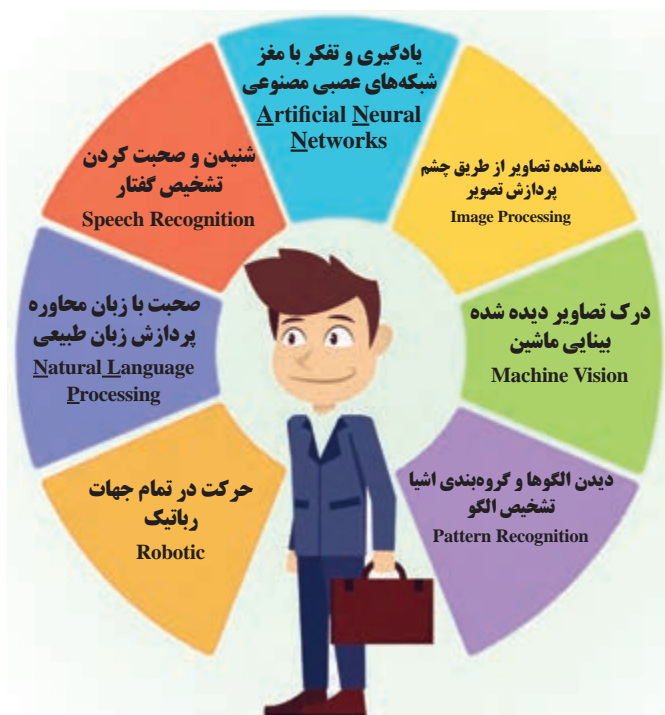 یادگیری و تفکر با مغز
شبکه‌های عصبی مصنوعی
Artificial Neural
Networks
مشاهده تصاویر از طریق چشم
پردازش تصویر
Image Processing
درک تصاویر دیده شده
بینایی ماشین
Machine Vision
دیدن الگوها و گروه‌بندی اشیا
تشخیص الگو
Pattern Recognition
حرکت در تمام جهات
رباتیک
Robotic
صحبت با زبان محاوره
پردازش زبان طبیعی
Natural Language
Processing
شنیدن و صحبت کردن
تشخیص گفتار
Speech Recognition